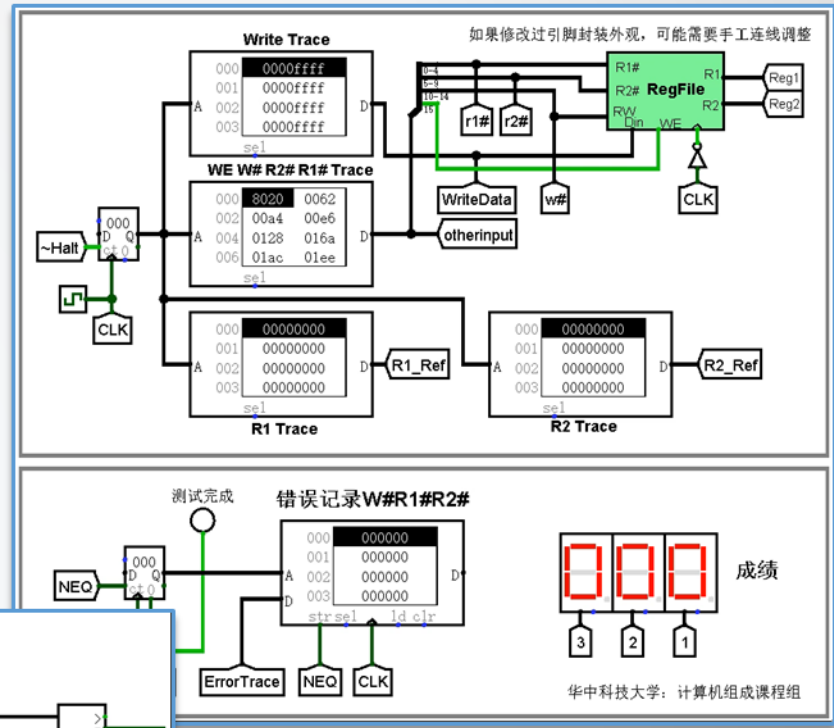 Write Trace
如果修改过引脚封装外观，可能需要手工连线调整
000 0000ffff
001 0000ffff
002 0000ffff
003 0000ffff
A
D
sel
0-4
5-9
10-14
15
r1#
r2#
R1#
R2#
RW
Din
WE
RegFile
R1
R2
Reg1
Reg2
WE W# R2# R1# Trace
000 8020 0062
002 00a4 00e6
004 0128 016a
006 01ac 01ee
A
D
sel
WriteData
w#
CLK
otherinput
~Halt
000
D Q
ct 0
CLK
000 00000000
001 00000000
002 00000000
003 00000000
A
D
sel
R1_Ref
R1 Trace
000 00000000
001 00000000
002 00000000
003 00000000
A
D
sel
R2_Ref
R2 Trace
测试完成
错误记录W#R1#R2#
NEQ
000
D Q
ct 0
000 000000
001 000000
002 000000
003 000000
A
D
D
str sel ld clr
ErrorTrace
NEQ
CLK
000
成绩
3
2
1
华中科技大学：计算机组成课程组
>